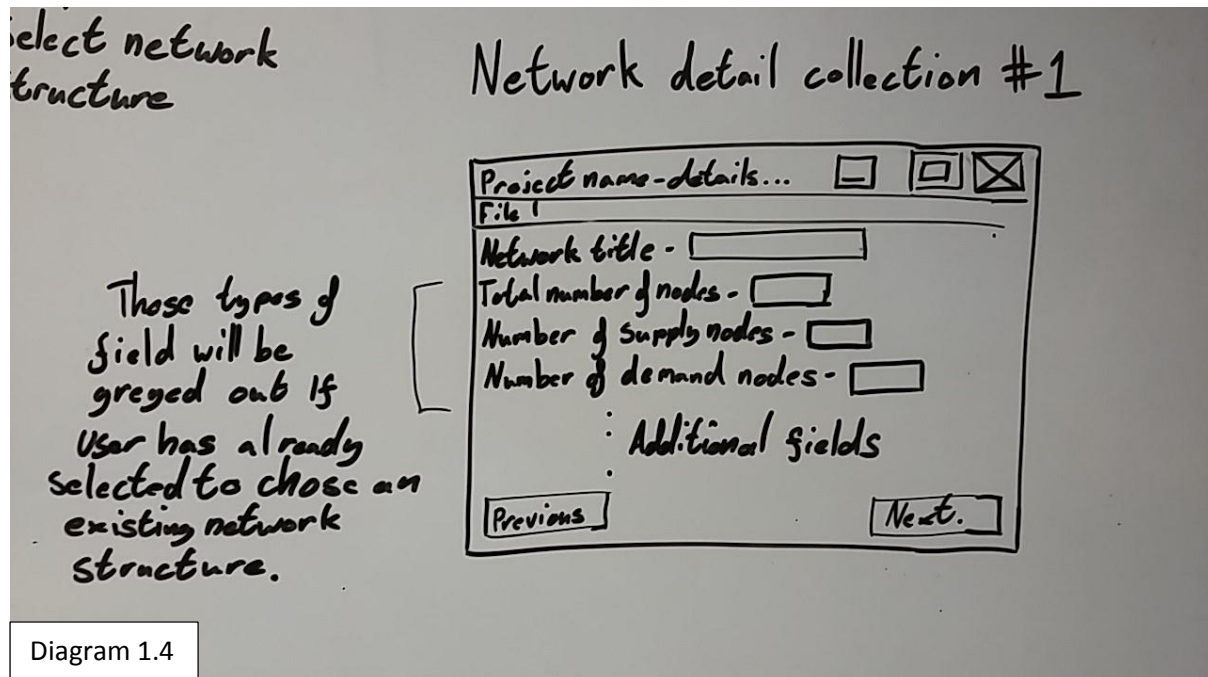 elect network
tructure
Network detail collection #1
Project name-details...
File |
Network title -
Total number of nodes -
Number of supply nodes -
Number of demand nodes -
Additional fields
Previous
Next.
Those types of
field will be
greyed out If
User has already
selected to chose an
existing network
structure.
Diagram 1.4